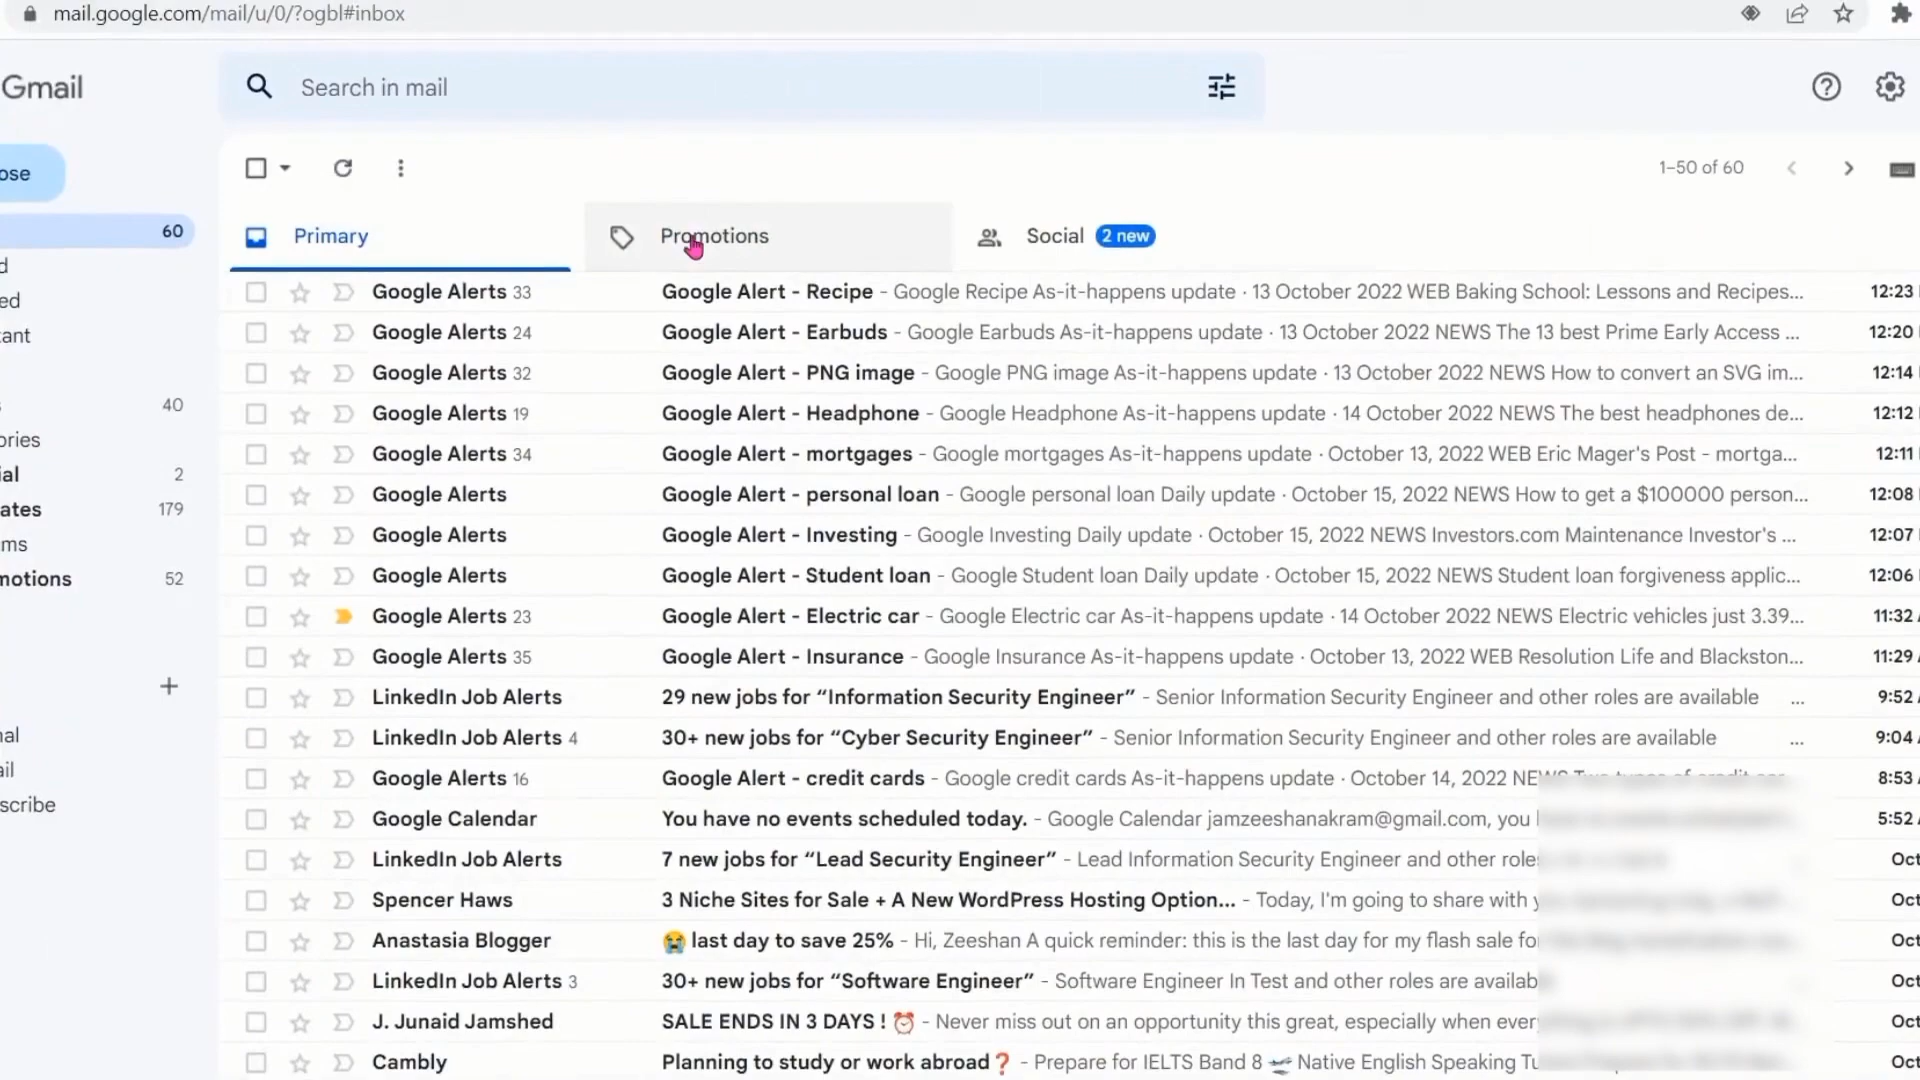 mail.google.com/mail/u/0/?ogbl#inbox
Gmail
Search in mail
ose
1–50 of 60
60
Primary
Promotions
Social 2 new
d
ed
ant
s 40
ories
ial 2
ates 179
ms
motions 52
nal
ail
scribe
Google Alerts 33 Google Alert - Recipe - Google Recipe As-it-happens update · 13 October 2022 WEB Baking School: Lessons and Recipes... 12:23
Google Alerts 24 Google Alert - Earbuds - Google Earbuds As-it-happens update · 13 October 2022 NEWS The 13 best Prime Early Access ... 12:20
Google Alerts 32 Google Alert - PNG image - Google PNG image As-it-happens update · 13 October 2022 NEWS How to convert an SVG im... 12:14
Google Alerts 19 Google Alert - Headphone - Google Headphone As-it-happens update · 14 October 2022 NEWS The best headphones de... 12:12
Google Alerts 34 Google Alert - mortgages - Google mortgages As-it-happens update · October 13, 2022 WEB Eric Mager's Post - mortga... 12:11
Google Alerts Google Alert - personal loan - Google personal loan Daily update · October 15, 2022 NEWS How to get a $100000 person... 12:08
Google Alerts Google Alert - Investing - Google Investing Daily update · October 15, 2022 NEWS Investors.com Maintenance Investor's ... 12:07
Google Alerts Google Alert - Student loan - Google Student loan Daily update · October 15, 2022 NEWS Student loan forgiveness applic... 12:06
Google Alerts 23 Google Alert - Electric car - Google Electric car As-it-happens update · 14 October 2022 NEWS Electric vehicles just 3.39... 11:32
Google Alerts 35 Google Alert - Insurance - Google Insurance As-it-happens update · October 13, 2022 WEB Resolution Life and Blackston... 11:29
LinkedIn Job Alerts 29 new jobs for “Information Security Engineer” - Senior Information Security Engineer and other roles are available ... 9:52
LinkedIn Job Alerts 4 30+ new jobs for “Cyber Security Engineer” - Senior Information Security Engineer and other roles are available ... 9:04
Google Alerts 16 Google Alert - credit cards - Google credit cards As-it-happens update · October 14, 2022 8:53
Google Calendar You have no events scheduled today. - Google Calendar jamzeeshanakram@gmail.com, you 5:52
LinkedIn Job Alerts 7 new jobs for “Lead Security Engineer” - Lead Information Security Engineer and other roles Oct
Spencer Haws 3 Niche Sites for Sale + A New WordPress Hosting Option... - Today, I'm going to share with Oct
Anastasia Blogger 😭 last day to save 25% - Hi, Zeeshan A quick reminder: this is the last day for my flash sale for Oct
LinkedIn Job Alerts 3 30+ new jobs for “Software Engineer” - Software Engineer In Test and other roles are availab Oct
J. Junaid Jamshed SALE ENDS IN 3 DAYS ! ⏰ - Never miss out on an opportunity this great, especially when ever Oct
Cambly Planning to study or work abroad❓ - Prepare for IELTS Band 8 🛫 Native English Speaking Tu Oct